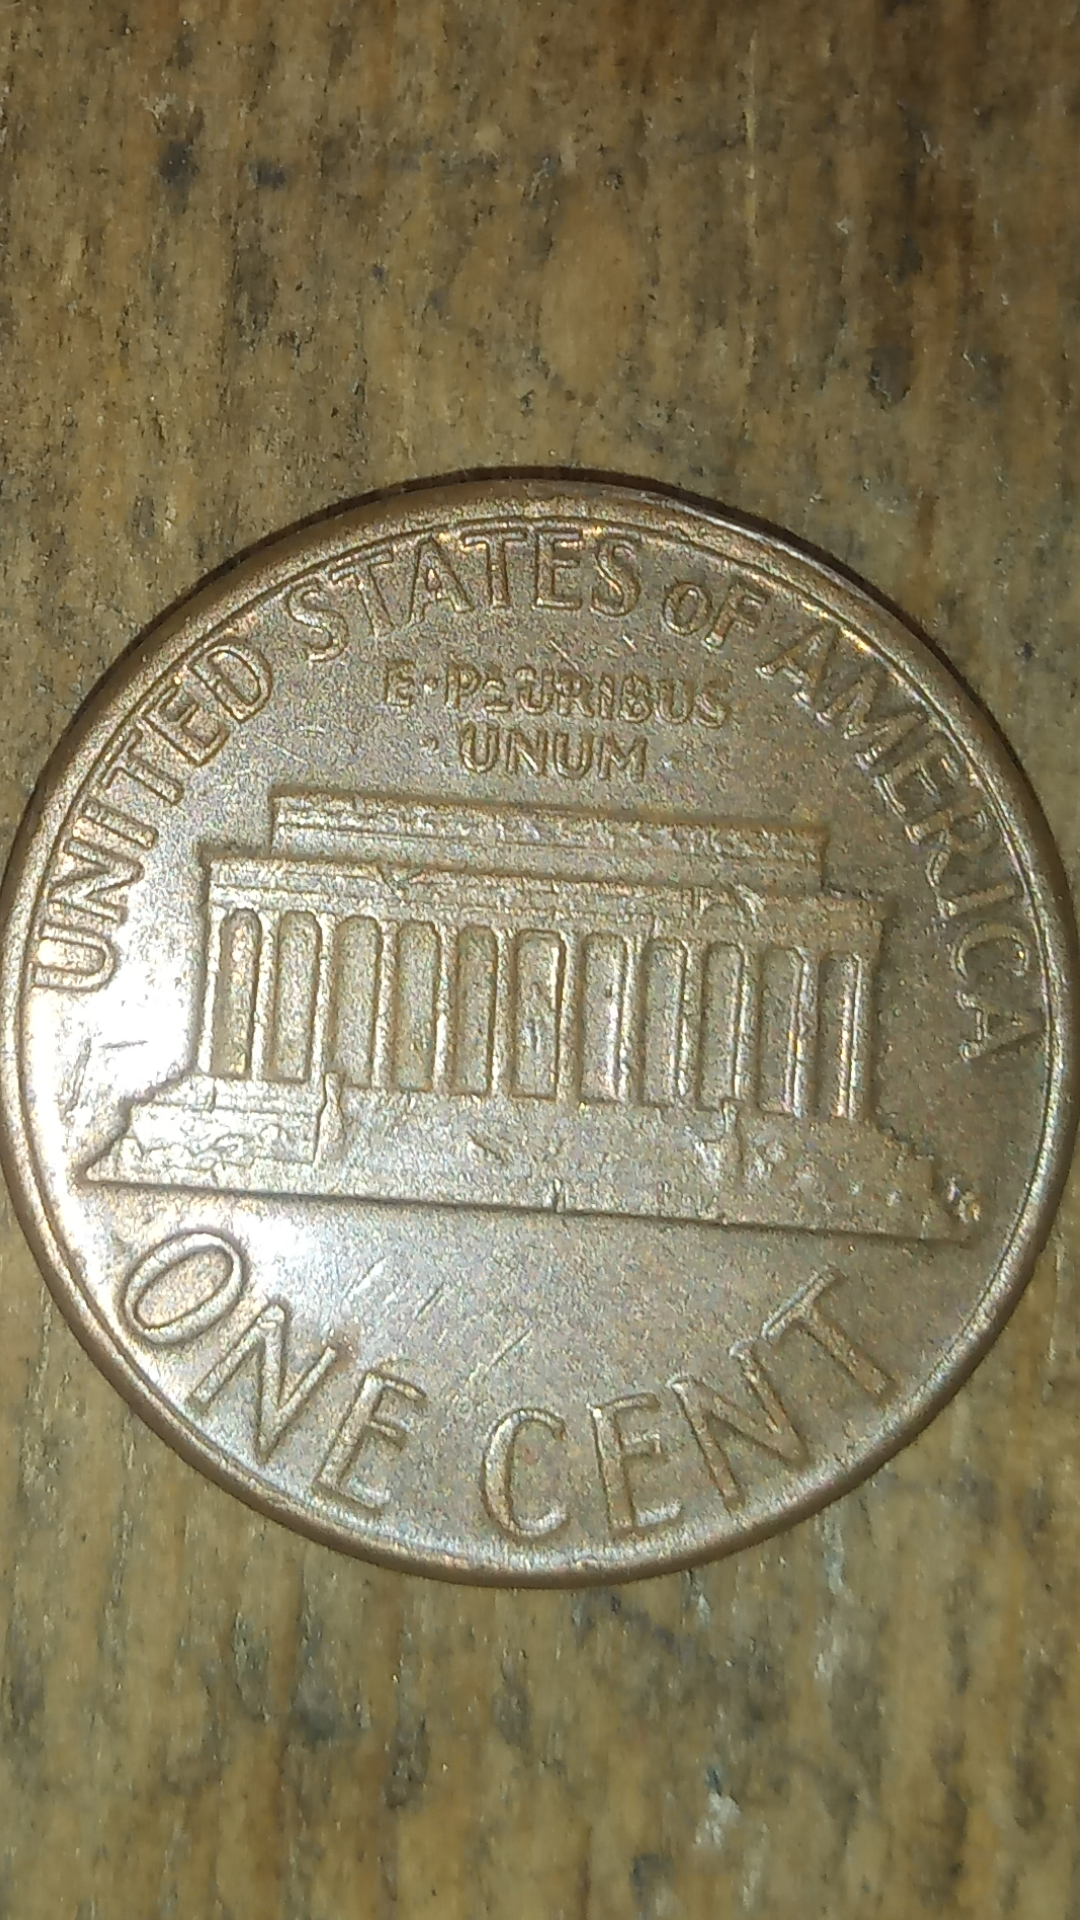 UNITED STATES OF AMERICA
E·PLURIBUS
UNUM
ONE CENT